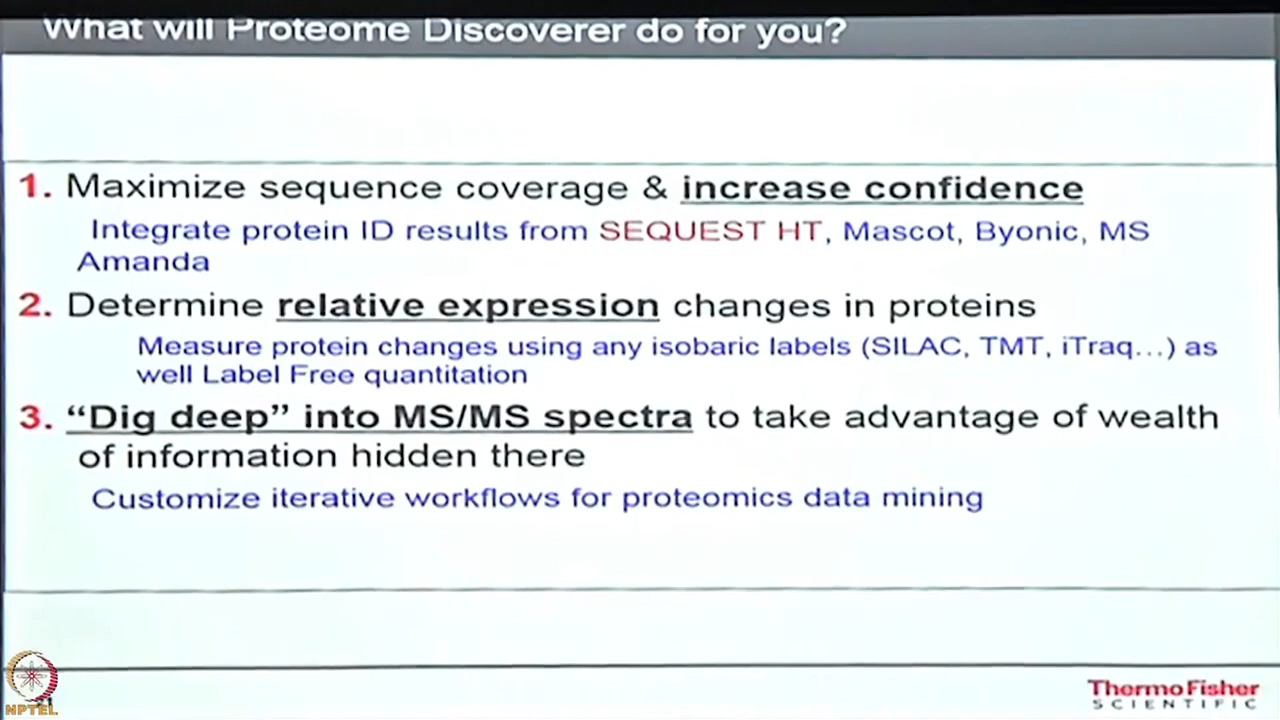 What will Proteome Discoverer do for you?
1. Maximize sequence coverage & increase confidence
Integrate protein ID results from SEQUEST HT, Mascot, Byonic, MS
Amanda
2. Determine relative expression changes in proteins
Measure protein changes using any isobaric labels (SILAC, TMT, iTraq...) as
well Label Free quantitation
3. “Dig deep” into MS/MS spectra to take advantage of wealth
of information hidden there
Customize iterative workflows for proteomics data mining
NPTEL
ThermoFisher
SCIENTIFIC